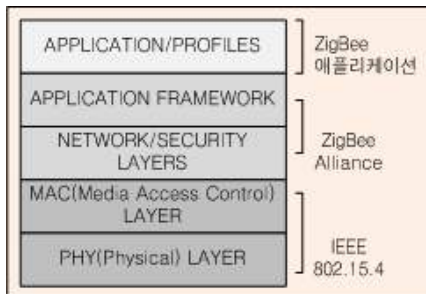 APPLICATION/PROFILES
ZigBee
애플리케이션
APPLICATION FRAMEWORK
NETWORK/SECURITY
LAYERS
ZigBee
Alliance
MAC(Media Access Control)
LAYER
PHY(Physical) LAYER
IEEE
802.15.4